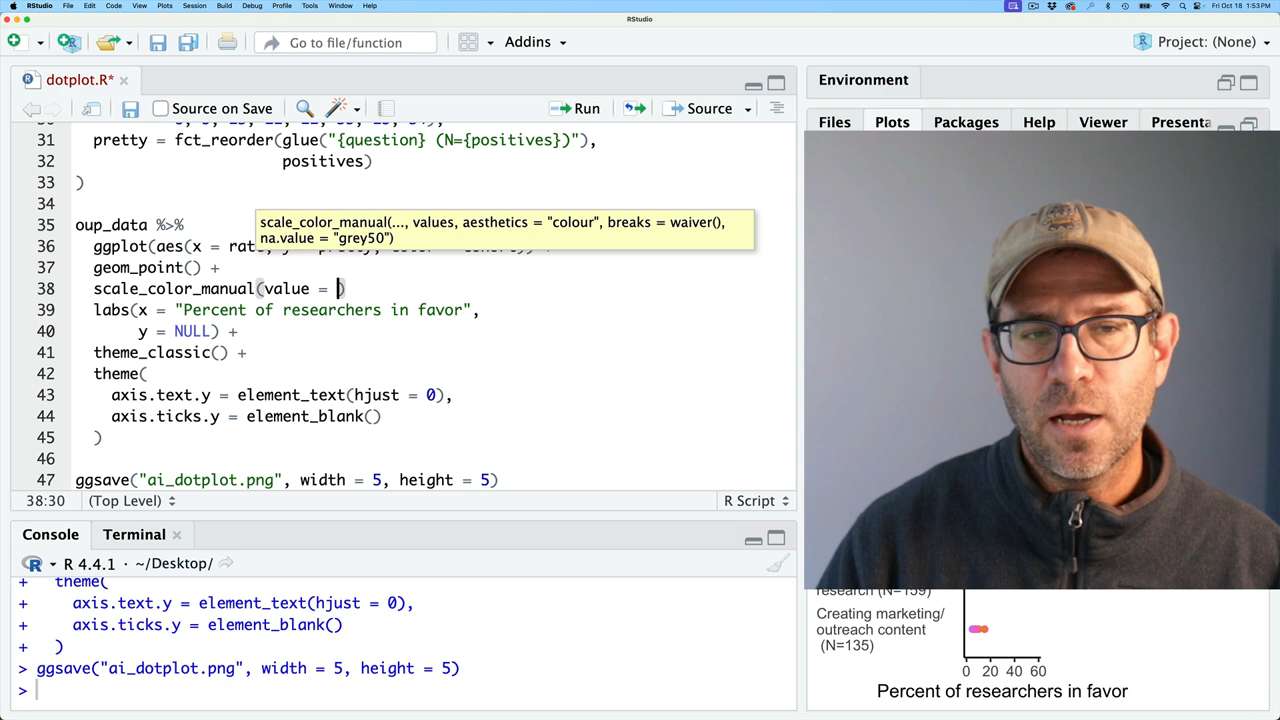 RStudio File Edit Code View Plots Session Build Debug Profile Tools Window Help Fri Oct 18 1:53 PM
RStudio
Go to file/function Addins Project: (None)
dotplot.R*
Source on Save Run Source
31 pretty = fct_reorder(glue("{question} (N={positives})"),
32 positives)
33 )
34
35 oup_data %>%
scale_color_manual(..., values, aesthetics = "colour", breaks = waiver(),
na.value = "grey50")
36 ggplot(aes(x =
37 geom_point() +
38 scale_color_manual(value = )
39 labs(x = "Percent of researchers in favor",
40 y = NULL) +
41 theme_classic() +
42 theme(
43 axis.text.y = element_text(hjust = 0),
44 axis.ticks.y = element_blank()
45 )
46
47 ggsave("ai_dotplot.png", width = 5, height = 5)
38:30 (Top Level) R Script
Console Terminal
R 4.4.1 · ~/Desktop/
+ theme(
+ axis.text.y = element_text(hjust = 0),
+ axis.ticks.y = element_blank()
+ )
> ggsave("ai_dotplot.png", width = 5, height = 5)
>
Environment
Files Plots Packages Help Viewer Presenta
research (N=159)
Creating marketing/
outreach content
(N=135)
0 20 40 60
Percent of researchers in favor